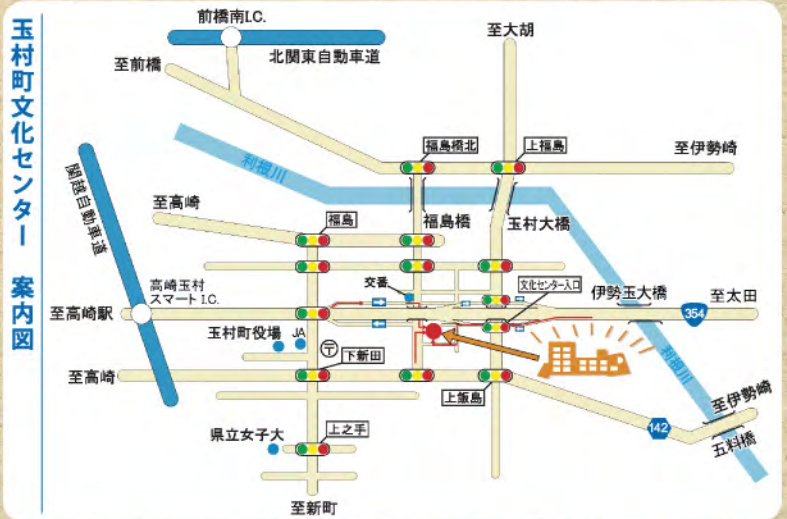 玉村町文化センター 案内図
前橋南I.C.
北関東自動車道
至大胡
至前橋
福島橋北
上福島
至伊勢崎
利根川
関越自動車道
至高崎
福島
福島橋
玉村大橋
交番
文化センター入口
伊勢玉大橋
至太田
高崎玉村
スマート I.C.
至高崎駅
354
玉村町役場
JA
〒
下新田
利根川
至高崎
上飯島
至伊勢崎
142
五料橋
県立女子大
上之手
至新町